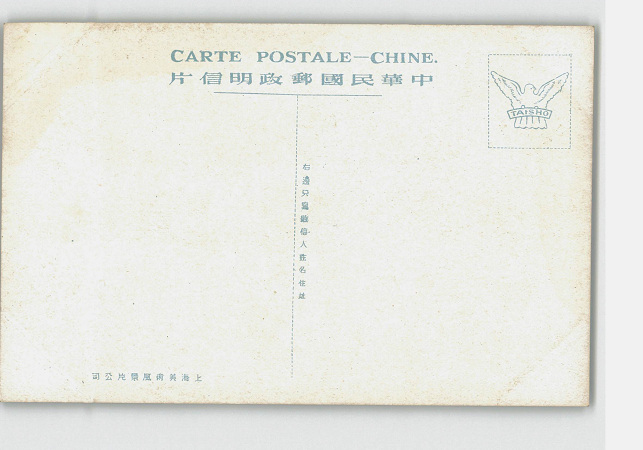 CARTE POSTALE—CHINE.
中華民國郵政明信片
TAISHO
右邊只寫收信人姓名住址
上海美術風景片公司